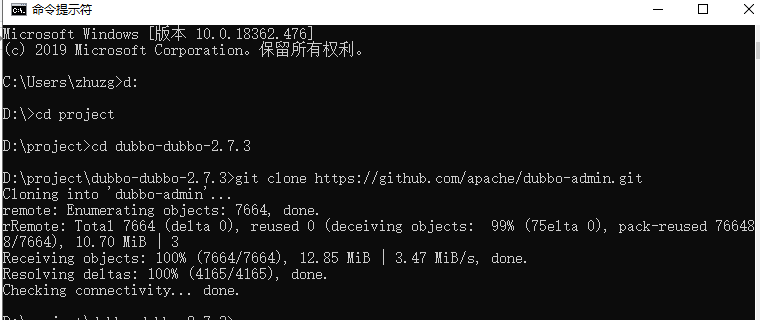 命令提示符
Microsoft Windows [版本 10.0.18362.476]
(c) 2019 Microsoft Corporation。保留所有权利。
C:\Users\zhuzg>d:
D:\>cd project
D:\project>cd dubbo-dubbo-2.7.3
D:\project\dubbo-dubbo-2.7.3>git clone https://github.com/apache/dubbo-admin.git
Cloning into 'dubbo-admin'...
remote: Enumerating objects: 7664, done.
rRemote: Total 7664 (delta 0), reused 0 (deceiving objects:  99% (75elta 0), pack-reused 76648
8/7664), 10.70 MiB | 3
Receiving objects: 100% (7664/7664), 12.85 MiB | 3.47 MiB/s, done.
Resolving deltas: 100% (4165/4165), done.
Checking connectivity... done.